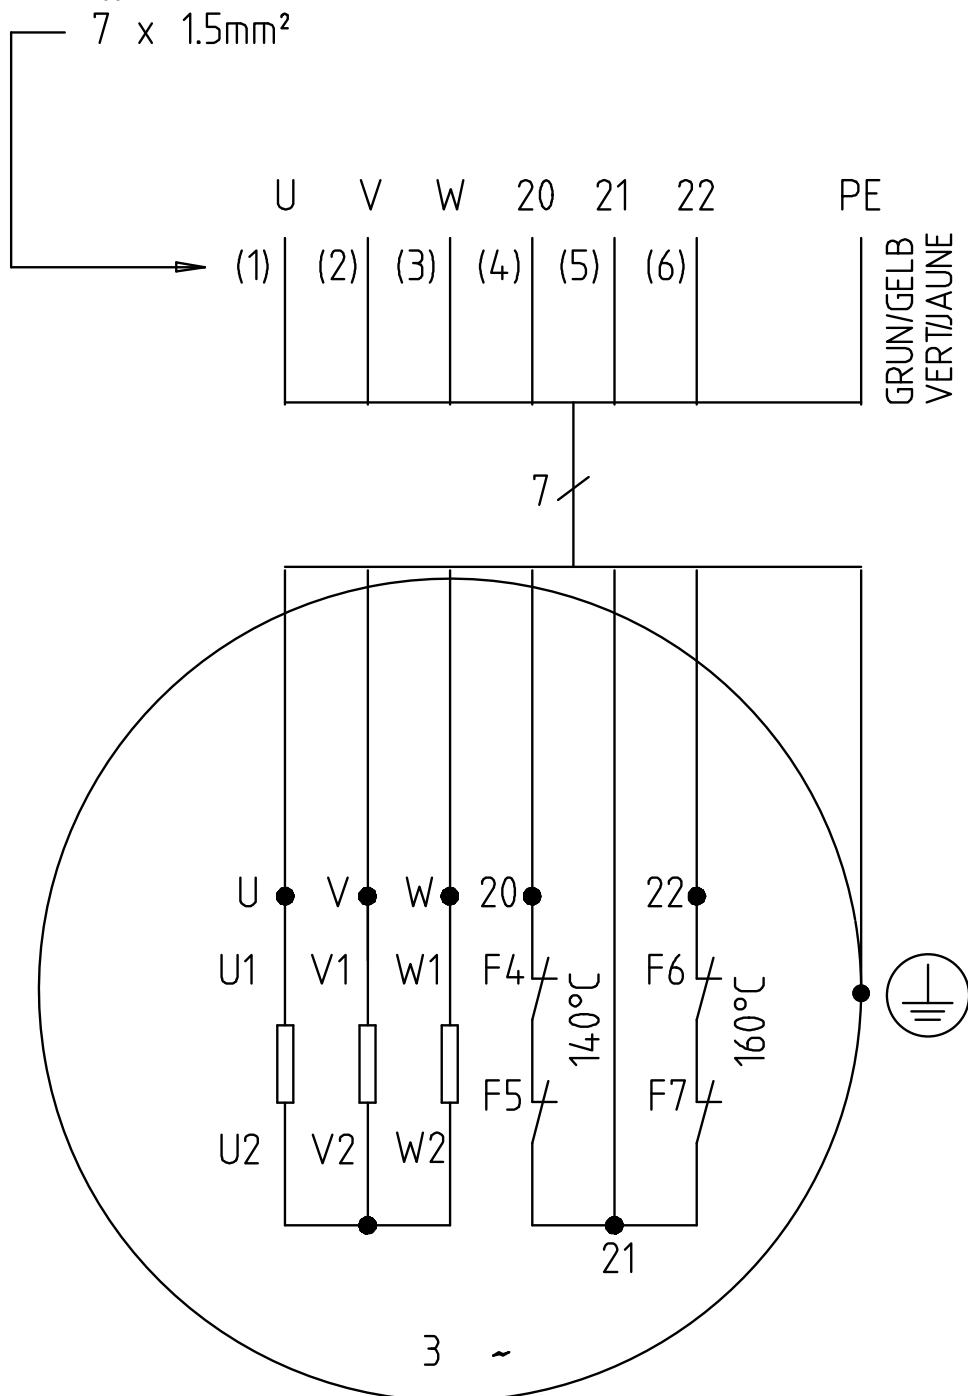 7 x 1.5mm²
U V W 20 21 22 PE
(1) (2) (3) (4) (5) (6)
GRUN/GELB
VERT/JAUNE
7
U V W 20 22
U1 V1 W1 F4 F6
140°C 160°C
F5 F7
U2 V2 W2
21
3 ~